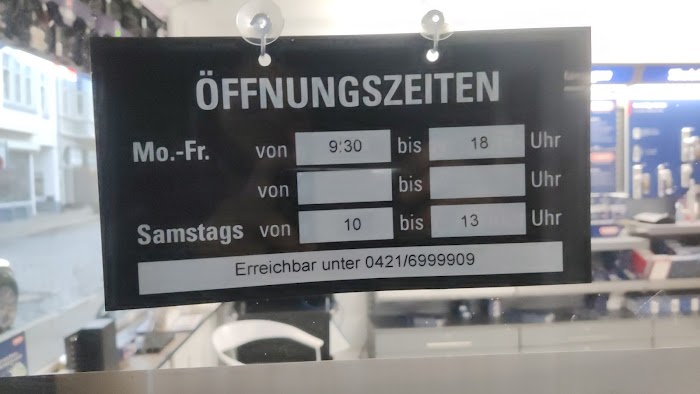 ÖFFNUNGSZEITEN
Mo.-Fr. von 9:30 bis 18 Uhr
von bis Uhr
Samstags von 10 bis 13 Uhr
Erreichbar unter 0421/6999909